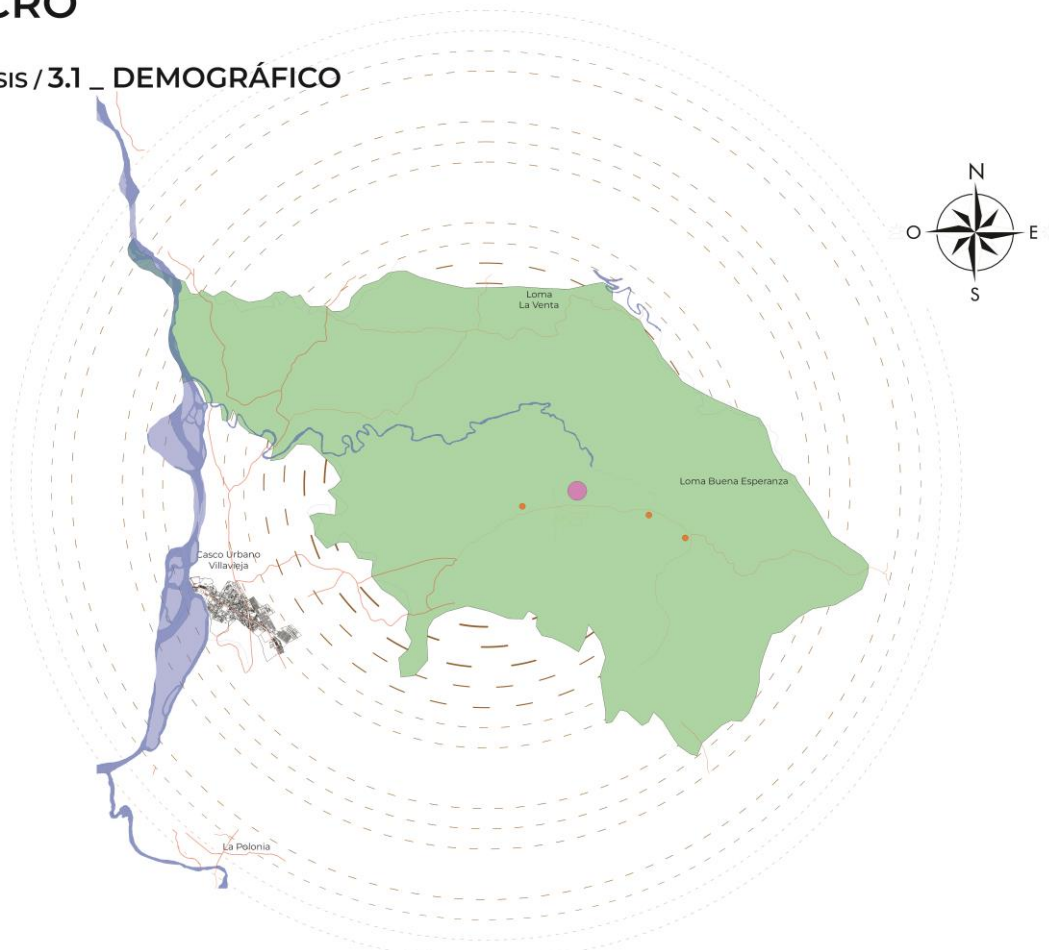 CRO
SIS / 3.1 _ DEMOGRÁFICO
N
O
E
S
Loma
La Venta
Loma Buena Esperanza
Casco Urbano
Villavieja
La Polonia